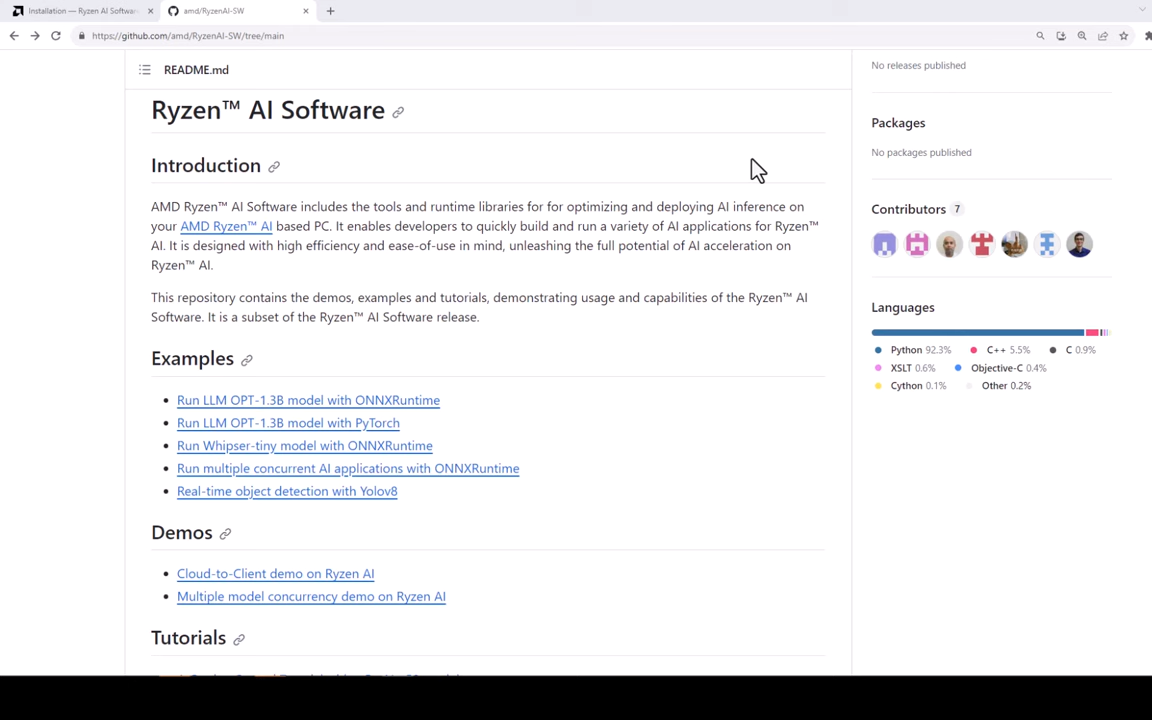 Installation — Ryzen AI Softwar
amd/RyzenAI-SW
https://github.com/amd/RyzenAI-SW/tree/main
README.md
Ryzen™ AI Software
Introduction
AMD Ryzen™ AI Software includes the tools and runtime libraries for for optimizing and deploying AI inference on
your AMD Ryzen™ AI based PC. It enables developers to quickly build and run a variety of AI applications for Ryzen™
AI. It is designed with high efficiency and ease-of-use in mind, unleashing the full potential of AI acceleration on
Ryzen™ AI.
This repository contains the demos, examples and tutorials, demonstrating usage and capabilities of the Ryzen™ AI
Software. It is a subset of the Ryzen™ AI Software release.
Examples
Run LLM OPT-1.3B model with ONNXRuntime
Run LLM OPT-1.3B model with PyTorch
Run Whipser-tiny model with ONNXRuntime
Run multiple concurrent AI applications with ONNXRuntime
Real-time object detection with Yolov8
Demos
Cloud-to-Client demo on Ryzen AI
Multiple model concurrency demo on Ryzen AI
Tutorials
No releases published
Packages
No packages published
Contributors 7
Languages
Python 92.3% C++ 5.5% C 0.9%
XSLT 0.6% Objective-C 0.4%
Cython 0.1% Other 0.2%